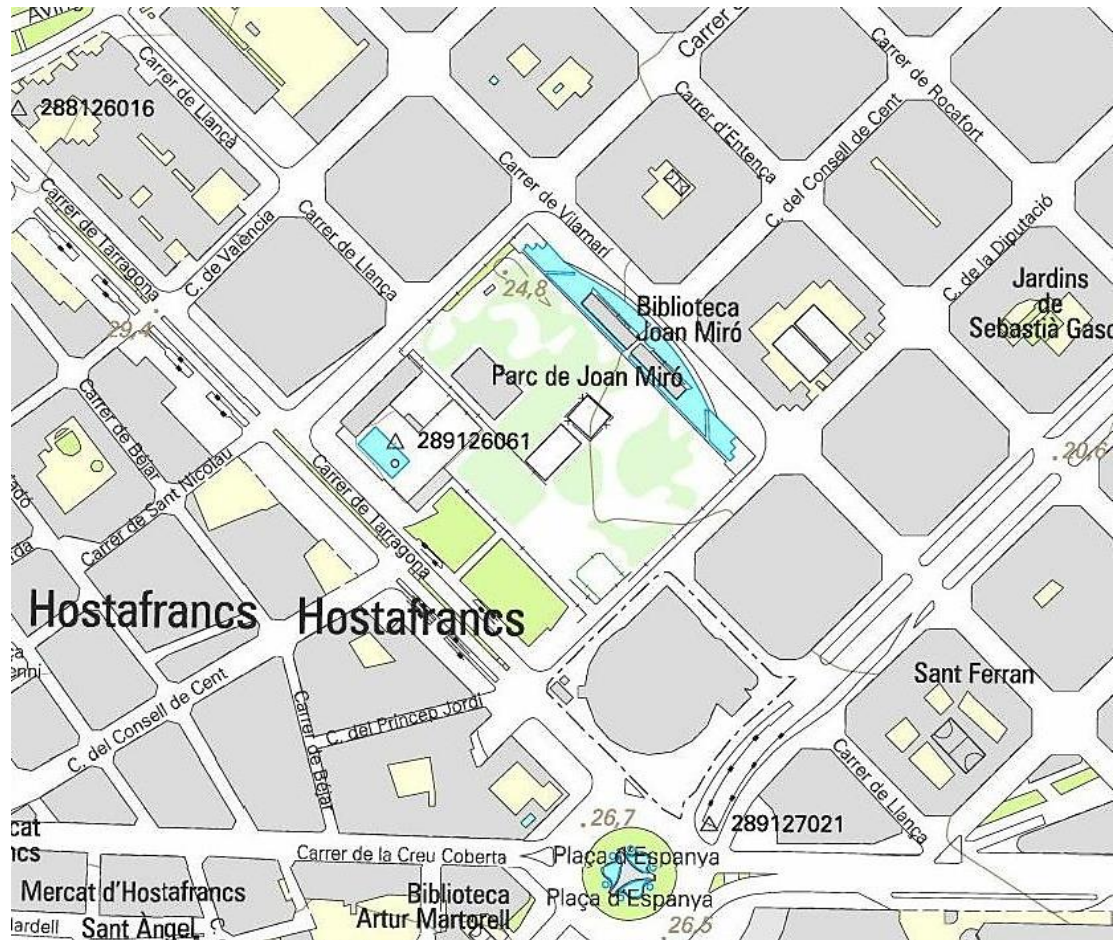 Carrer de Llançà
288126016
Carrer
Carrer de Rocafort
Carrer d'Entença
C. del Consell de Cent
Carrer de Vilamarí
Carrer de Tarragona
C. de València
Carrer de Llança
C. de la Diputació
Jardins
de
24,8
Biblioteca
Joan Miró
29,4
Parc de Joan Miró
289126061
20,6
Carrer de Béjar
Carrer de Sant Nicolau
Carrer de Tarragona
Hostafrancs
Hostafrancs
Sant Ferran
C. del Consell de Cent
Carrer de Béjar
C. del Príncep Jordi
Carrer de Llança
26,7
289127021
Carrer de la Creu Coberta
Plaça d'Espanya
Mercat d'Hostafrancs
Biblioteca
Artur Martorell
Plaça d'Espanya
Sant Àngel
26,5